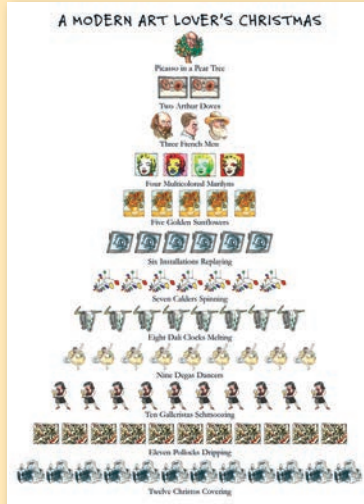 A MODERN ART LOVER'S CHRISTMAS
Picasso in a Pear Tree
Two Arthur Doves
Three French Men
Four Multicolored Marilyns
Five Golden Sunflowers
Six Installations Replaying
Seven Calders Spinning
Eight Dali Clocks Melting
Nine Degas Dancers
Ten Galleristas Schmoozing
Eleven Pollocks Dripping
Twelve Christos Covering